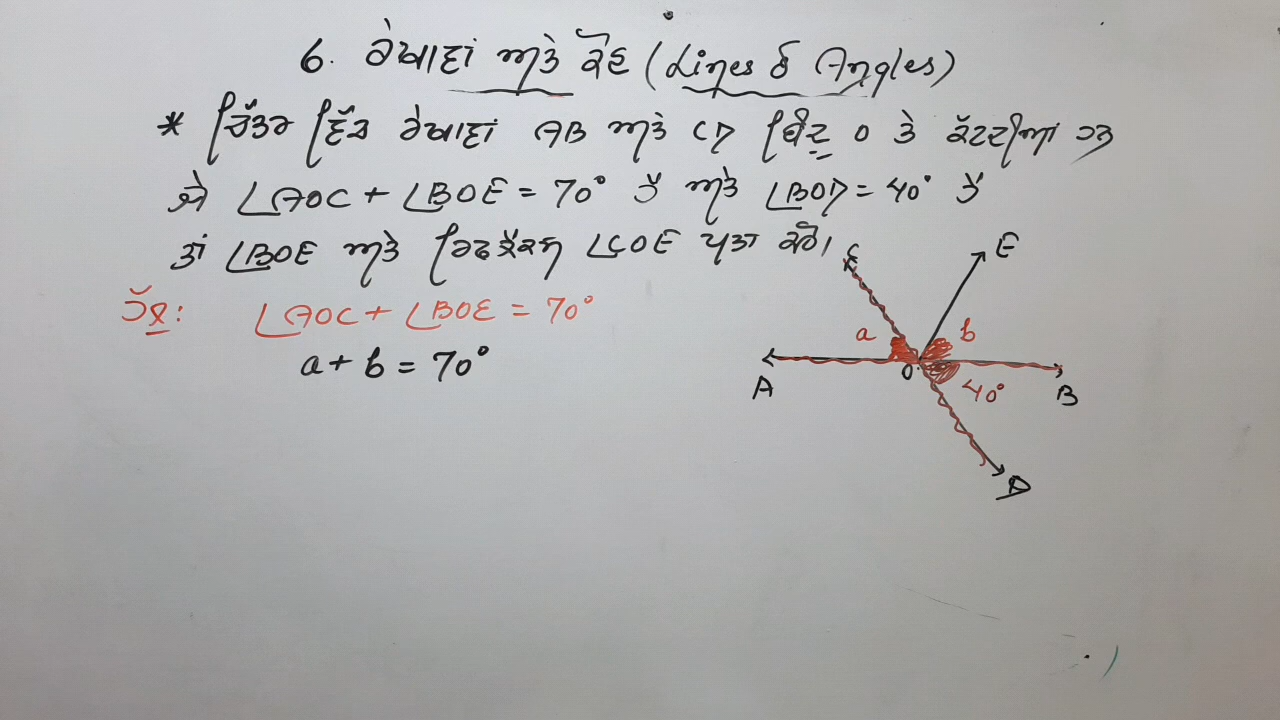 6. ਰੇਖਾਵਾਂ ਅਤੇ ਕੋਣ (Lines & Angles)
* ਚਿੱਤਰ ਵਿੱਚ ਰੇਖਾਵਾਂ AB ਅਤੇ CD ਬਿੰਦੂ O ਤੇ ਕੱਟਦੀਆਂ ਹਨ
ਜੇ ∠AOC + ∠BOE = 70° ਹੈ ਅਤੇ ∠BOD = 40° ਹੈ
ਤਾਂ ∠BOE ਅਤੇ ਰਿਫਲੈਕਸ ∠COE ਪਤਾ ਕਰੋ।
ਹੱਲ: ∠AOC + ∠BOE = 70°
a + b = 70°
C
E
a
b
A
O
40°
B
D